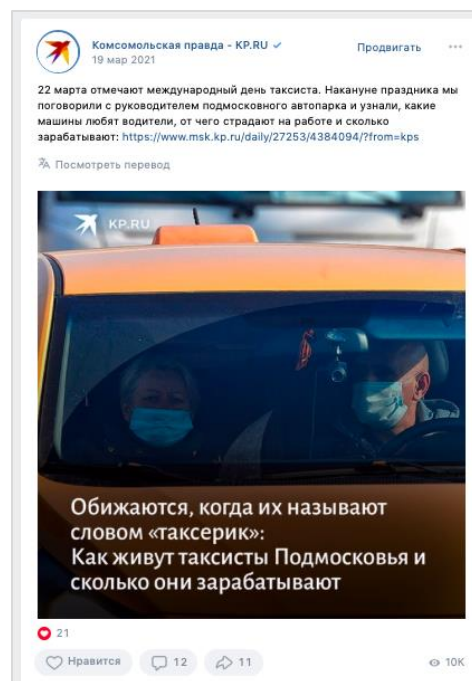 Комсомольская правда - KP.RU
Продвигать
19 мар 2021
22 марта отмечают международный день таксиста. Накануне праздника мы
поговорили с руководителем подмосковного автопарка и узнали, какие
машины любят водители, от чего страдают на работе и сколько
зарабатывают: https://www.msk.kp.ru/daily/27253/4384094/?from=kps
Посмотреть перевод
KP.RU
Обижаются, когда их называют
словом «таксерик»:
Как живут таксисты Подмосковья и
сколько они зарабатывают
21
Нравится 12 11 10K